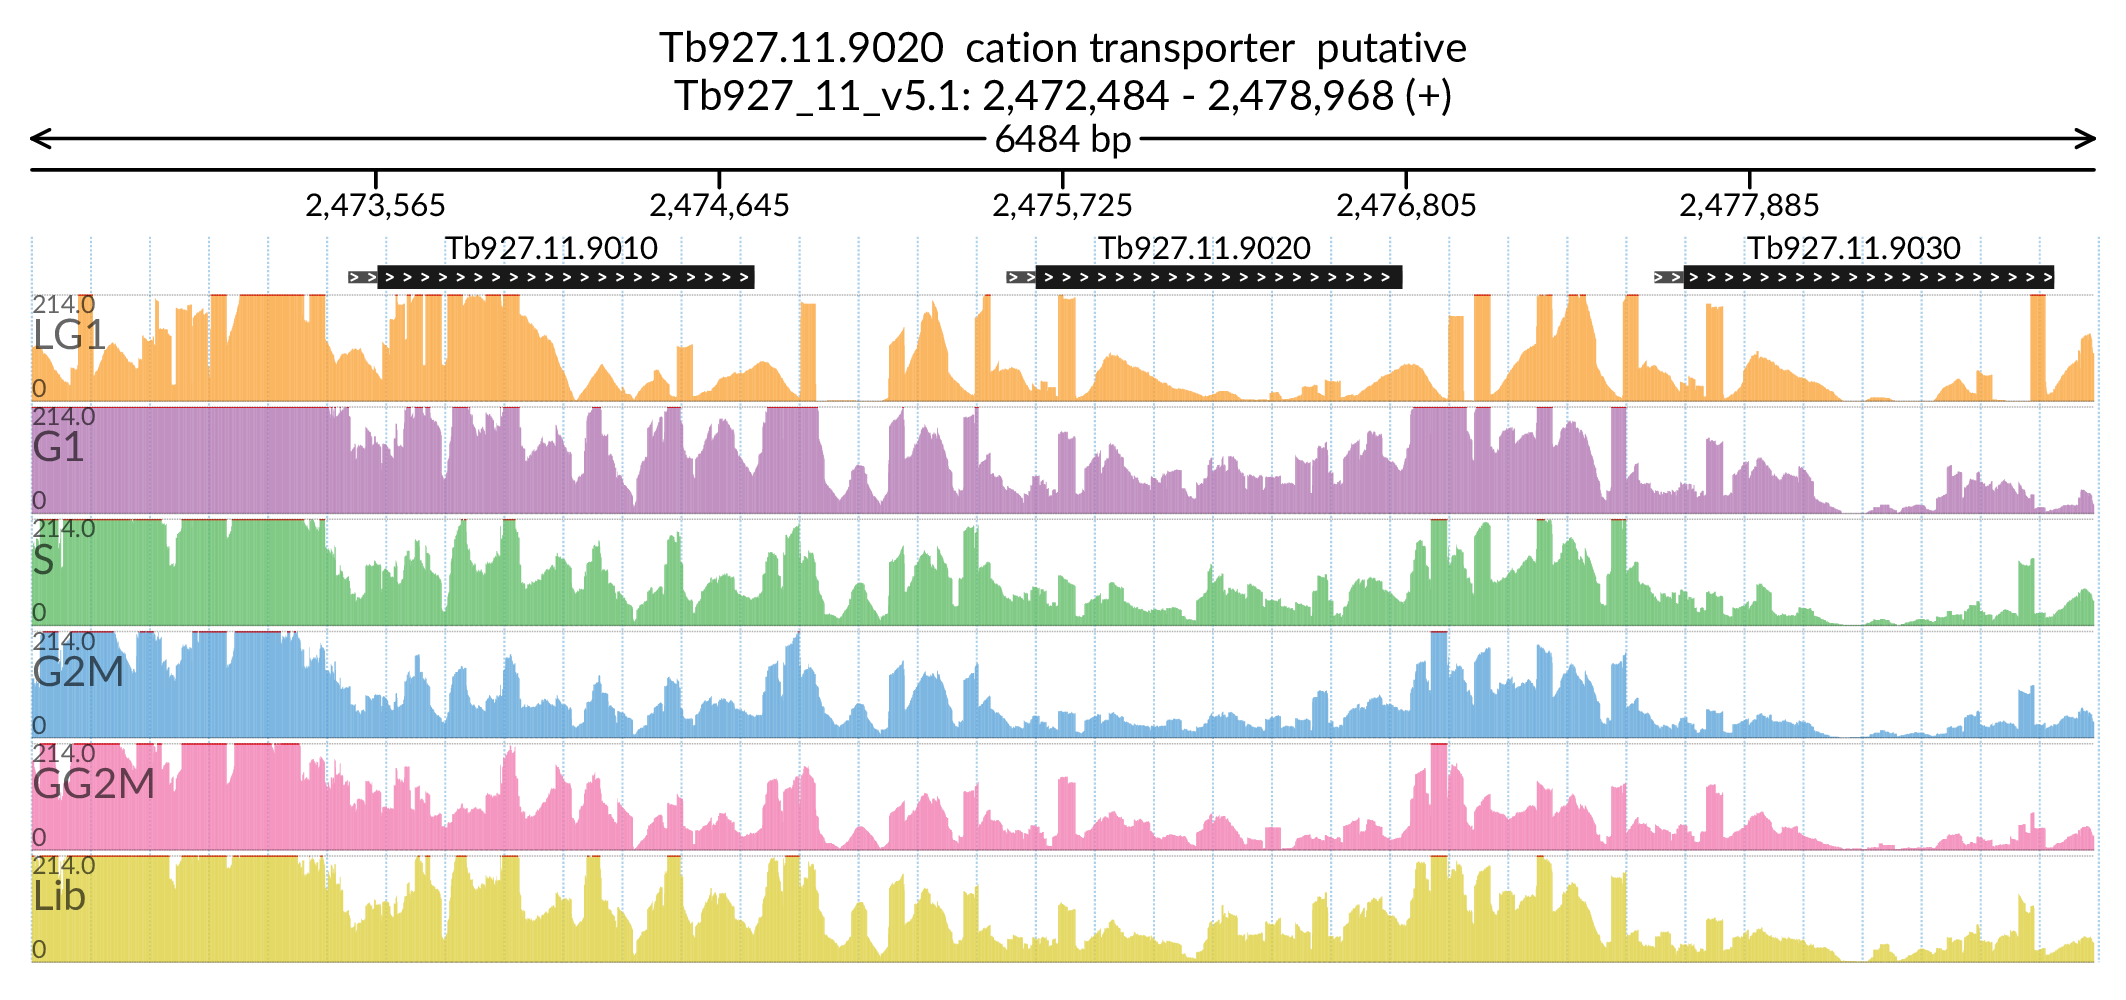 Tb927.11.9020 cation transporter putative
Tb927_11_v5.1: 2,472,484 - 2,478,968 (+)
6484 bp
2,473,565 2,474,645 2,475,725 2,476,805 2,477,885
Tb927.11.9010 Tb927.11.9020 Tb927.11.9030
214.0
LG1
0
214.0
G1
0
214.0
S
0
214.0
G2M
0
214.0
GG2M
0
214.0
Lib
0